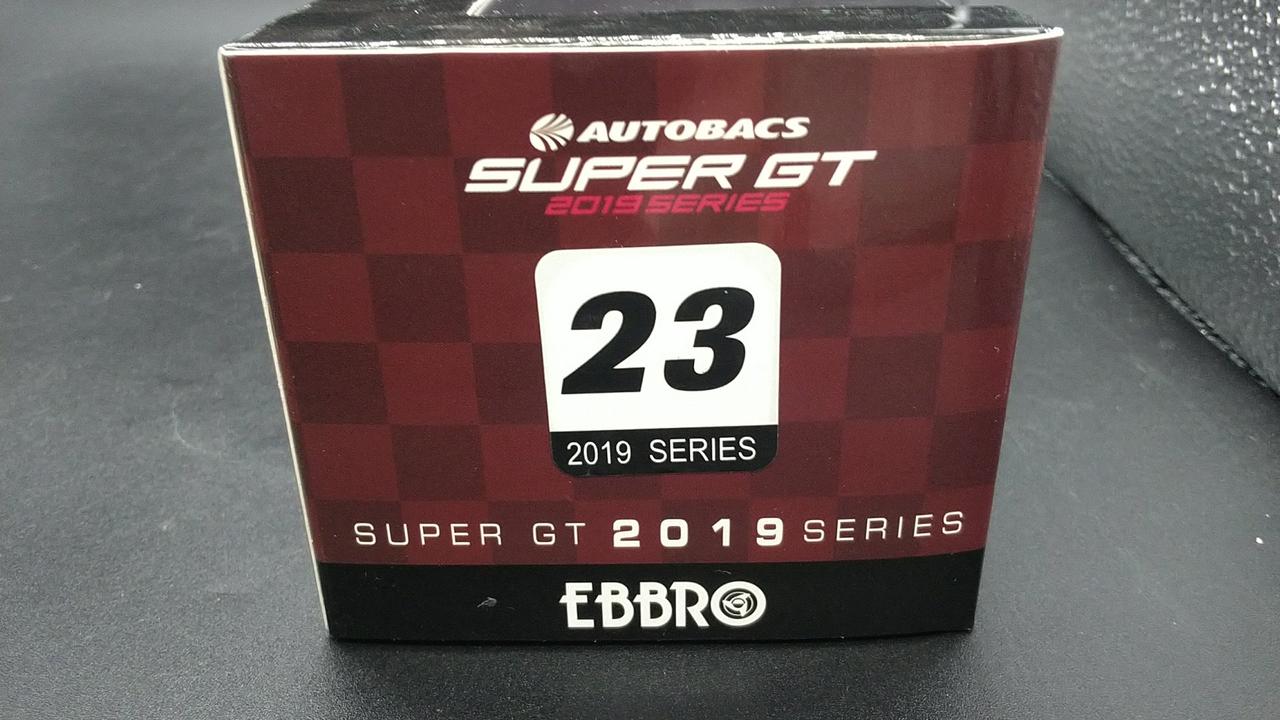 AUTOBACS
SUPER GT
2019 SERIES
23
2019 SERIES
SUPER GT 2019 SERIES
EBBRO